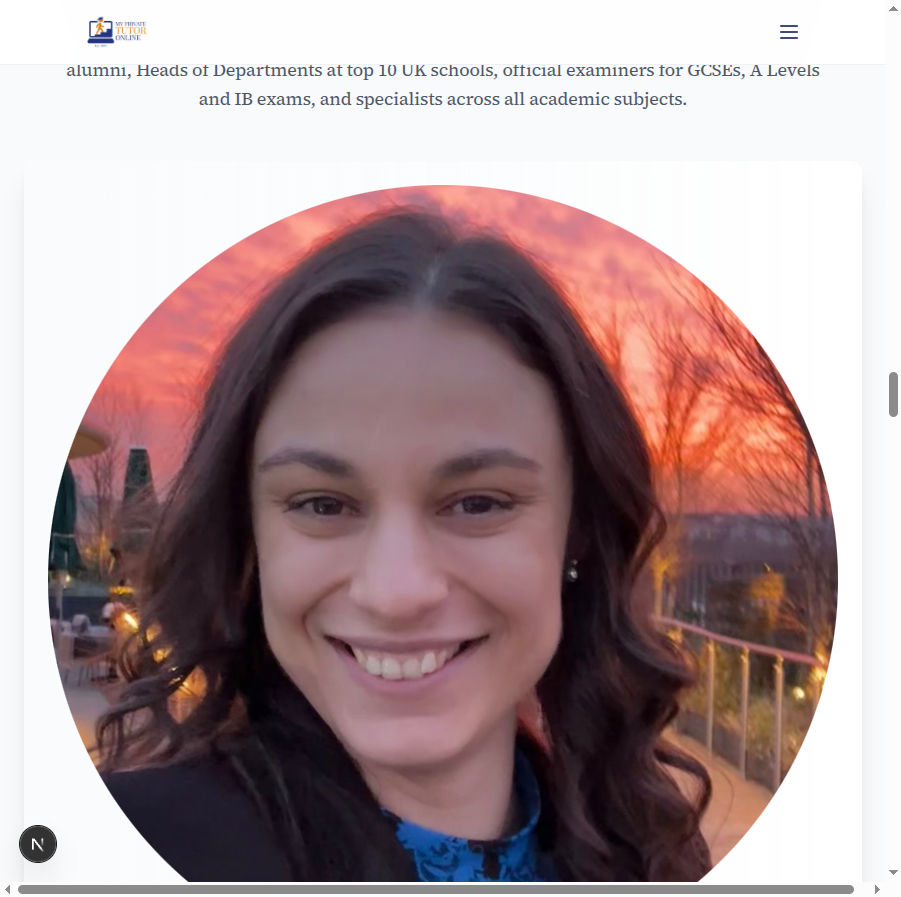 MY PRIVATE
TUTOR
ONLINE
alumni, Heads of Departments at top 10 UK schools, official examiners for GCSEs, A Levels
and IB exams, and specialists across all academic subjects.
N